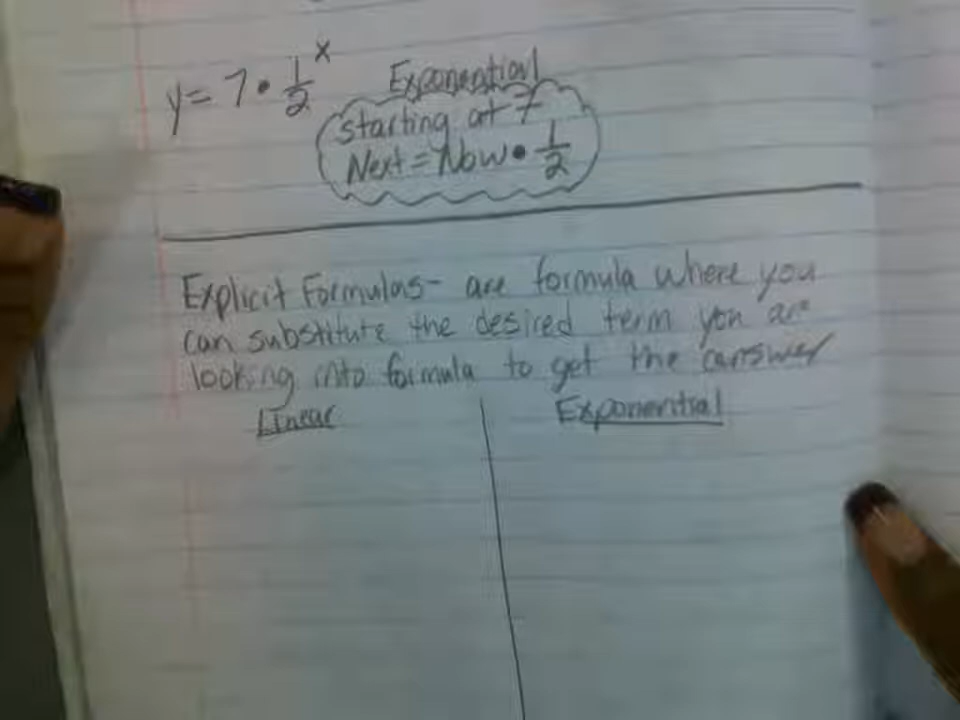 y = 7 • 1/2^x
Exponential
starting at 7
Next = Now • 1/2
Explicit Formulas - are formula where you
can substitute the desired term you are
looking into formula to get the answer
Linear
Exponential